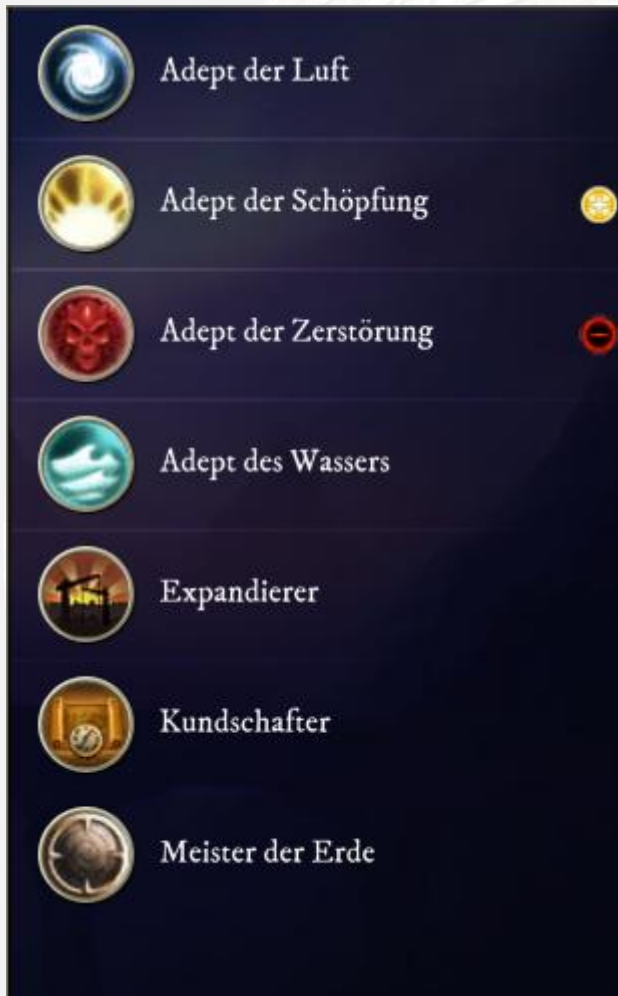 Adept der Luft
Adept der Schöpfung
Adept der Zerstörung
Adept des Wassers
Expandierer
Kundschafter
Meister der Erde